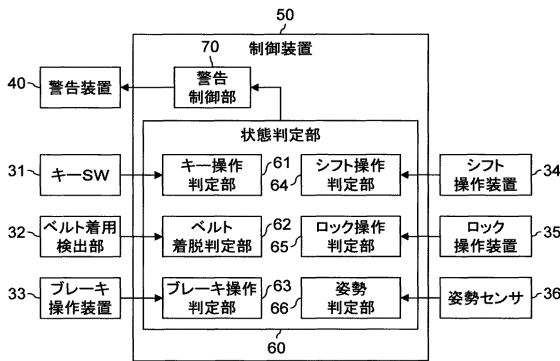 50
制御装置
70
40
警告装置
警告
制御部
状態判定部
31
キーSW
キー操作
判定部
61
64
シフト操作
判定部
シフト
操作装置
34
32
ベルト着用
検出部
ベルト
着脱判定部
62
65
ロック操作
判定部
ロック
操作装置
35
33
ブレーキ
操作装置
ブレーキ操作
判定部
63
66
姿勢
判定部
姿勢センサ
36
60